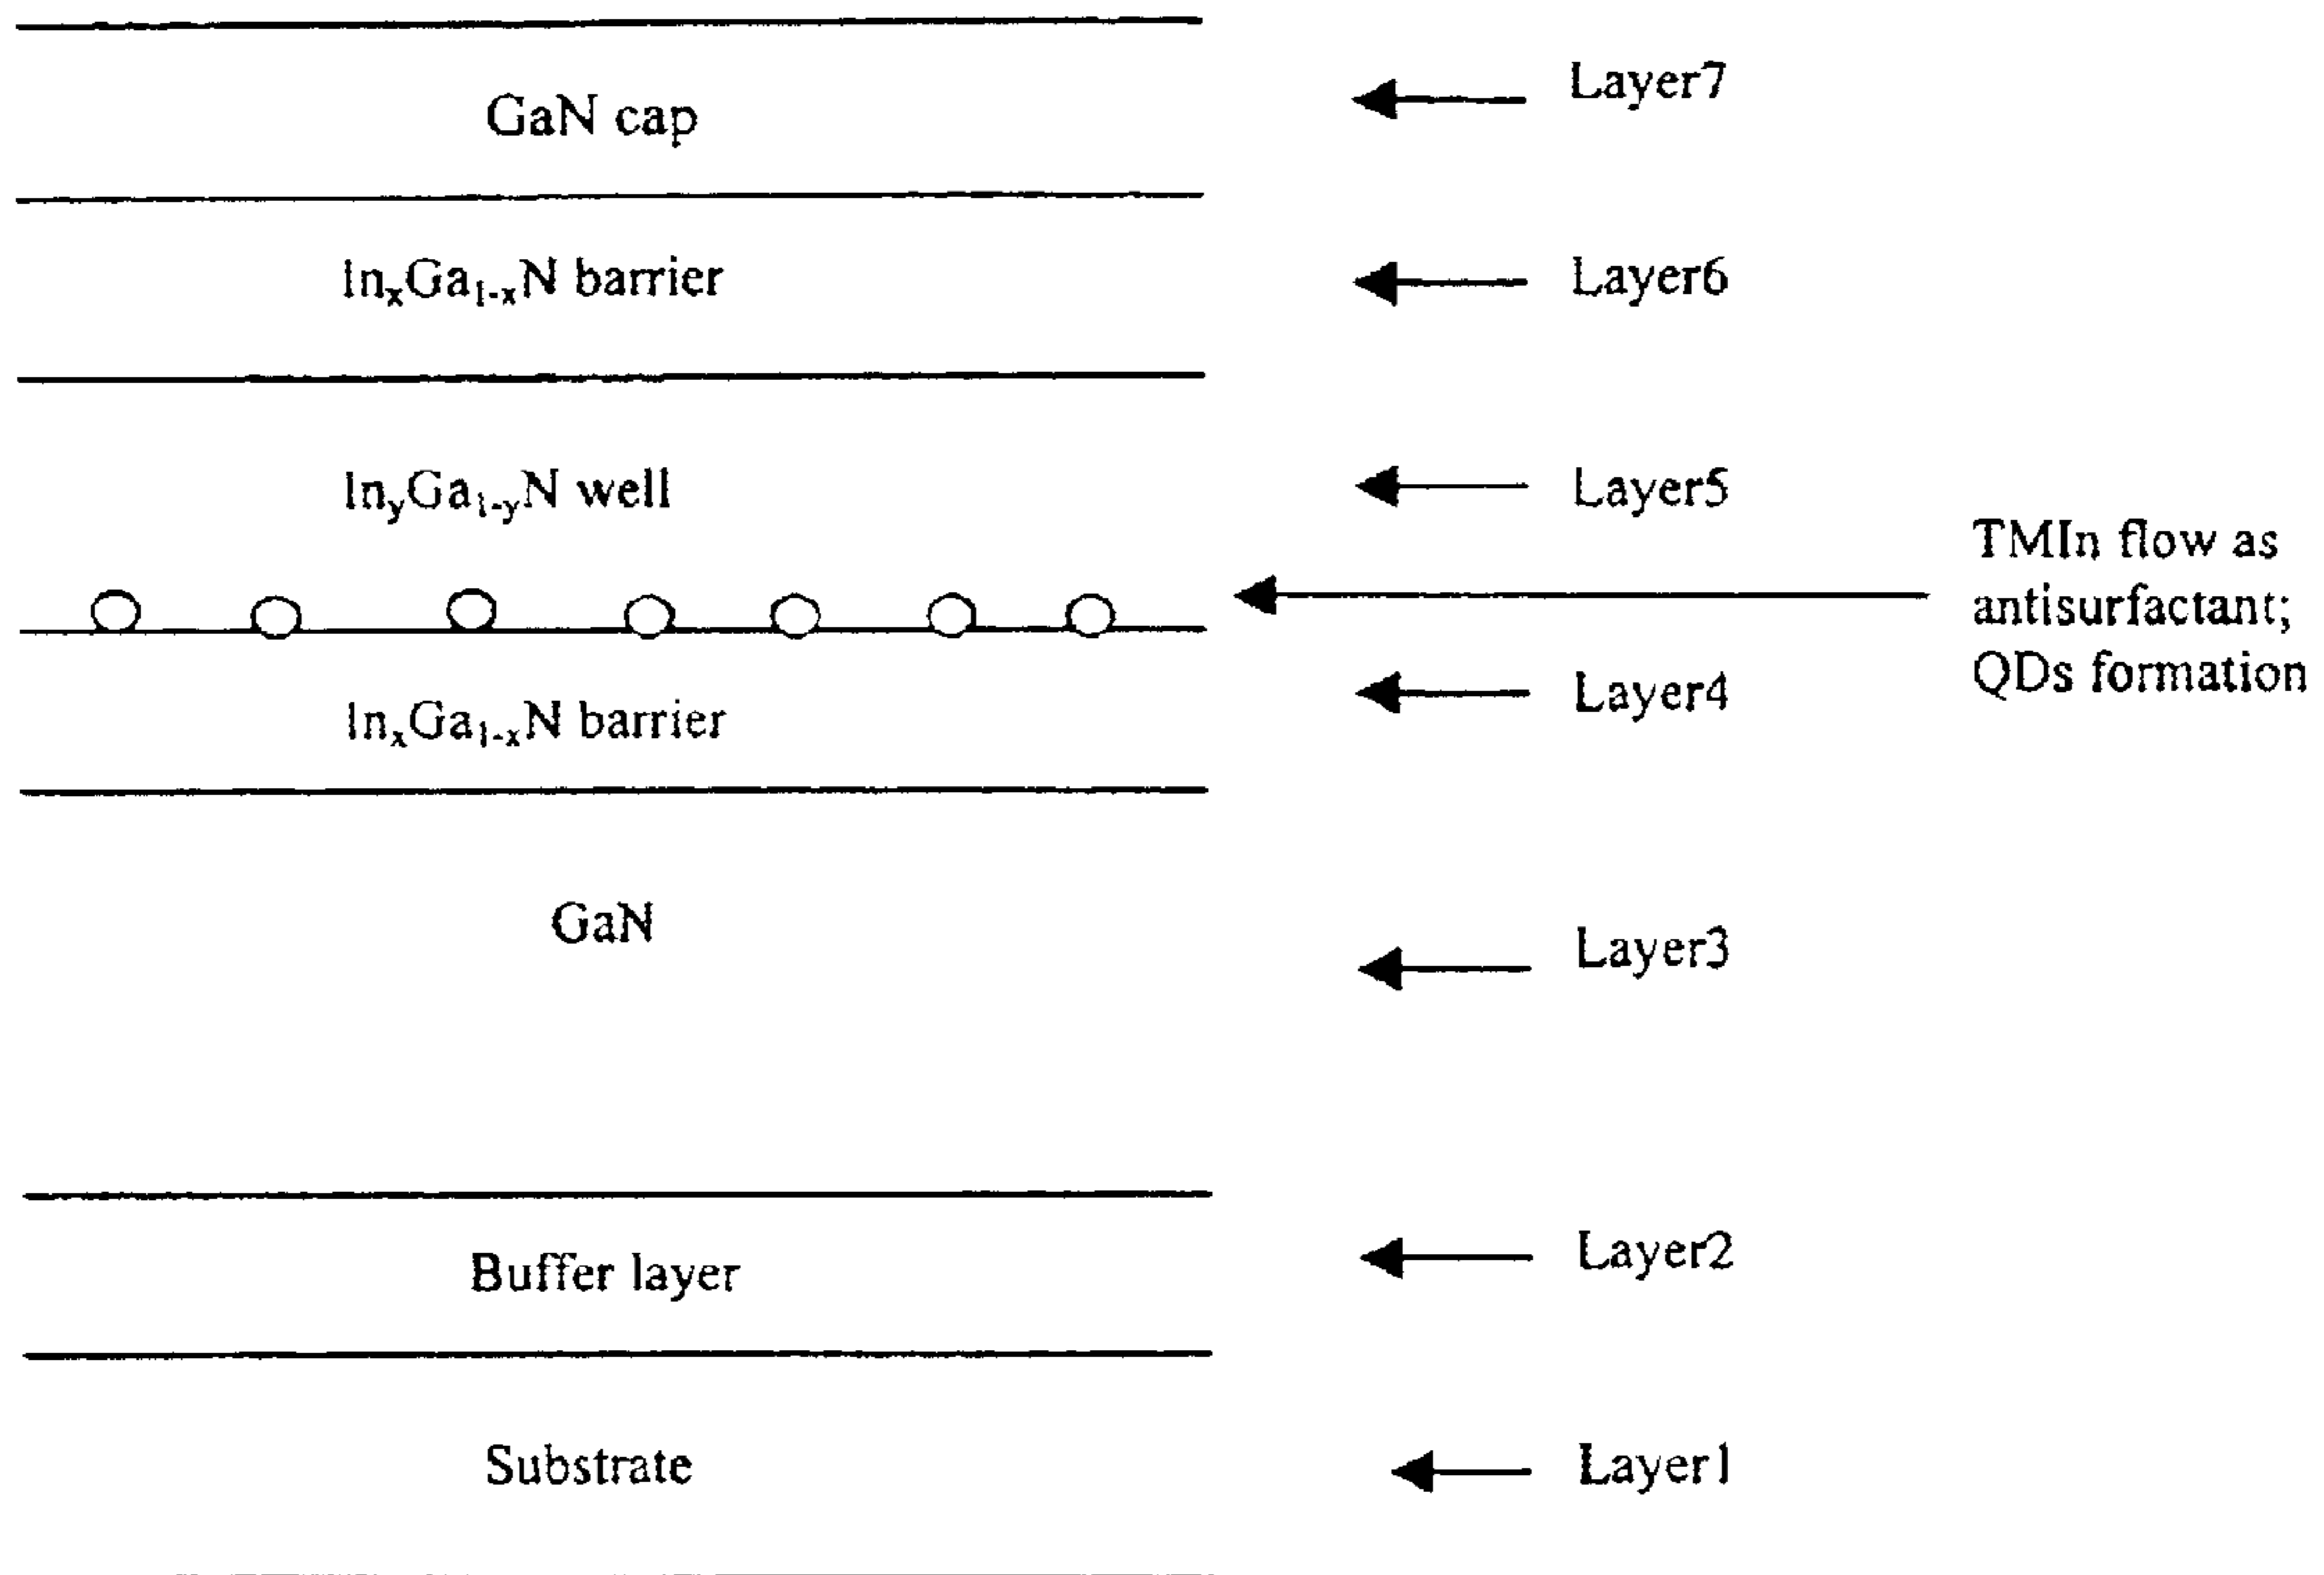 GaN cap
Layer7
InₓGa₁₋ₓN barrier
Layer6
InyGa1-yN well
Layer5
TMIn flow as
antisurfactant;
QDs formation
InₓGa₁₋ₓN barrier
Layer4
GaN
Layer3
Buffer layer
Layer2
Substrate
Layer1